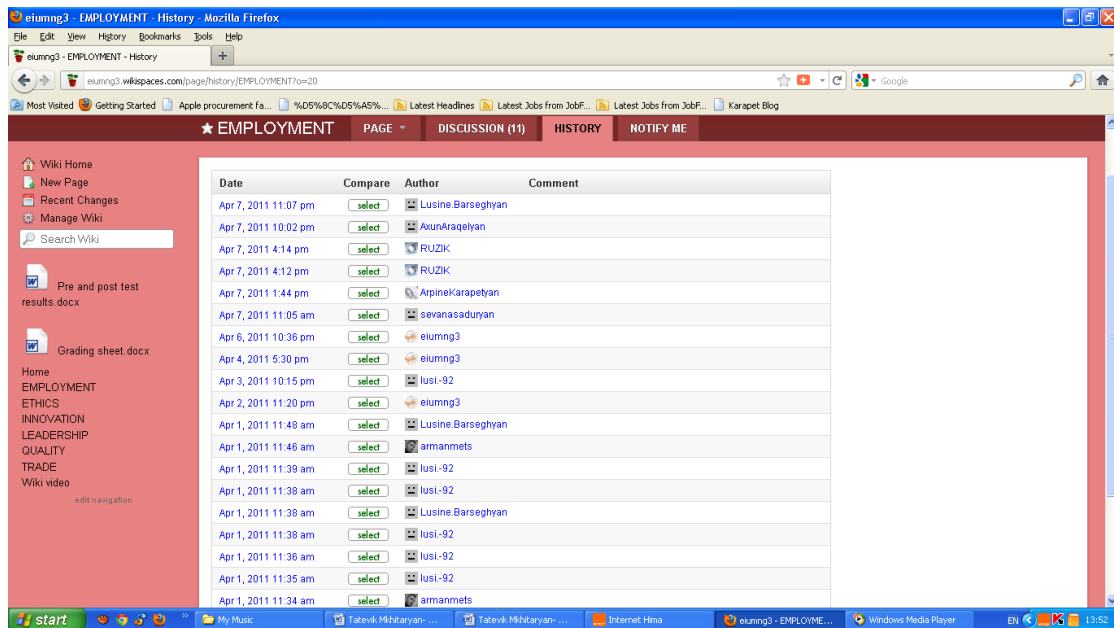 eiumng3 - EMPLOYMENT - History - Mozilla Firefox
File Edit View History Bookmarks Tools Help
eiumng3 - EMPLOYMENT - History
eiumng3.wikispaces.com/page/history/EMPLOYMENT?o=20
Google
Most Visited Getting Started Apple procurement fa... %D5%8C%D5%A5%... Latest Headlines Latest Jobs from JobF... Latest Jobs from JobF... Karapet Blog
EMPLOYMENT PAGE DISCUSSION (11) HISTORY NOTIFY ME
Wiki Home
New Page
Recent Changes
Manage Wiki
Search Wiki
Pre and post test
results.docx
Grading sheet.docx
Home
EMPLOYMENT
ETHICS
INNOVATION
LEADERSHIP
QUALITY
TRADE
Wiki video
edit navigation
Date Compare Author Comment
Apr 7, 2011 11:07 pm select Lusine.Barseghyan
Apr 7, 2011 10:02 pm select AxunAraqelyan
Apr 7, 2011 4:14 pm select RUZIK
Apr 7, 2011 4:12 pm select RUZIK
Apr 7, 2011 1:44 pm select ArpineKarapetyan
Apr 7, 2011 11:05 am select sevanasaduryan
Apr 6, 2011 10:36 pm select eiumng3
Apr 4, 2011 5:30 pm select eiumng3
Apr 3, 2011 10:15 pm select lusi.-92
Apr 2, 2011 11:20 pm select eiumng3
Apr 1, 2011 11:48 am select Lusine.Barseghyan
Apr 1, 2011 11:46 am select armanmets
Apr 1, 2011 11:39 am select lusi.-92
Apr 1, 2011 11:38 am select lusi.-92
Apr 1, 2011 11:38 am select Lusine.Barseghyan
Apr 1, 2011 11:38 am select lusi.-92
Apr 1, 2011 11:36 am select lusi.-92
Apr 1, 2011 11:35 am select lusi.-92
Apr 1, 2011 11:34 am select armanmets
start My Music Tatevik Mkhitaryan- ... Tatevik Mkhitaryan- ... Internet Hima eiumng3 - EMPLOYME... Windows Media Player EN 13:52